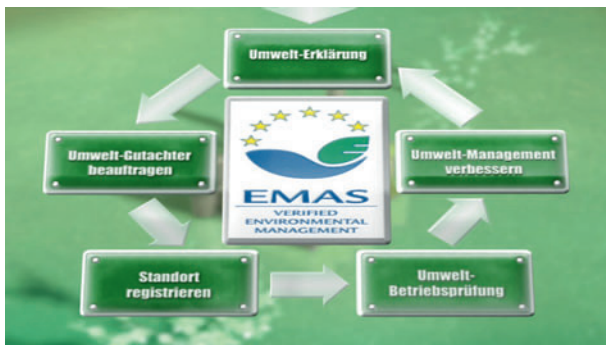 Umwelt-Erklärung
Umwelt-Gutachter
beauftragen
EMAS
VERIFIED
ENVIRONMENTAL
MANAGEMENT
Umwelt-Management
verbessern
Standort
registrieren
Umwelt-
Betriebsprüfung